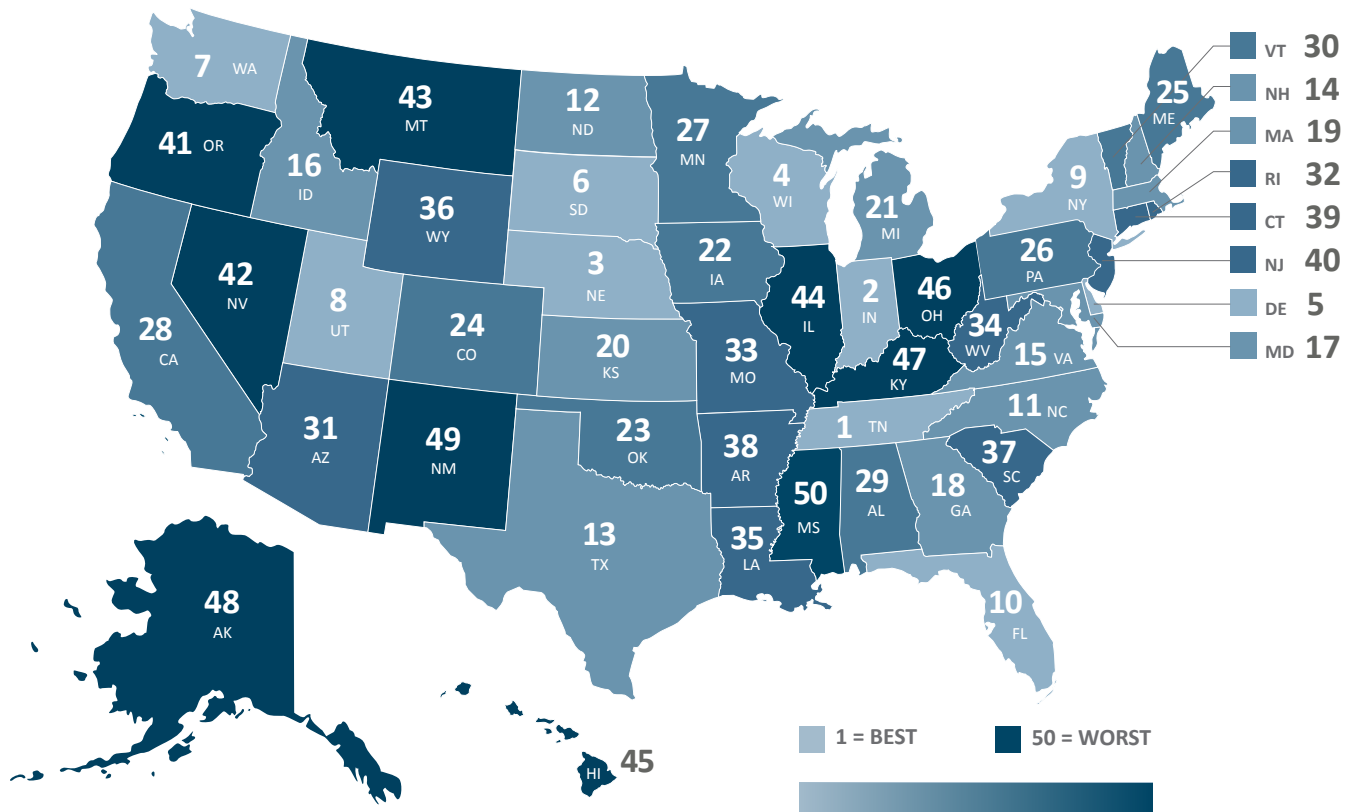 7 WA
43
MT
12
ND
27
MN
25
ME
VT 30
NH 14
MA 19
RI 32
CT 39
NJ 40
DE 5
MD 17
41 OR
16
ID
36
WY
6
SD
4
WI
21
MI
9
NY
42
NV
8
UT
24
CO
3
NE
22
IA
44
IL
2
IN
46
OH
26
PA
28
CA
20
KS
33
MO
47
KY
34
WV
15 VA
31
AZ
49
NM
23
OK
38
AR
1 TN
11 NC
37
SC
13
TX
35
LA
50
MS
29
AL
18
GA
10
FL
48
AK
HI 45
1 = BEST
50 = WORST